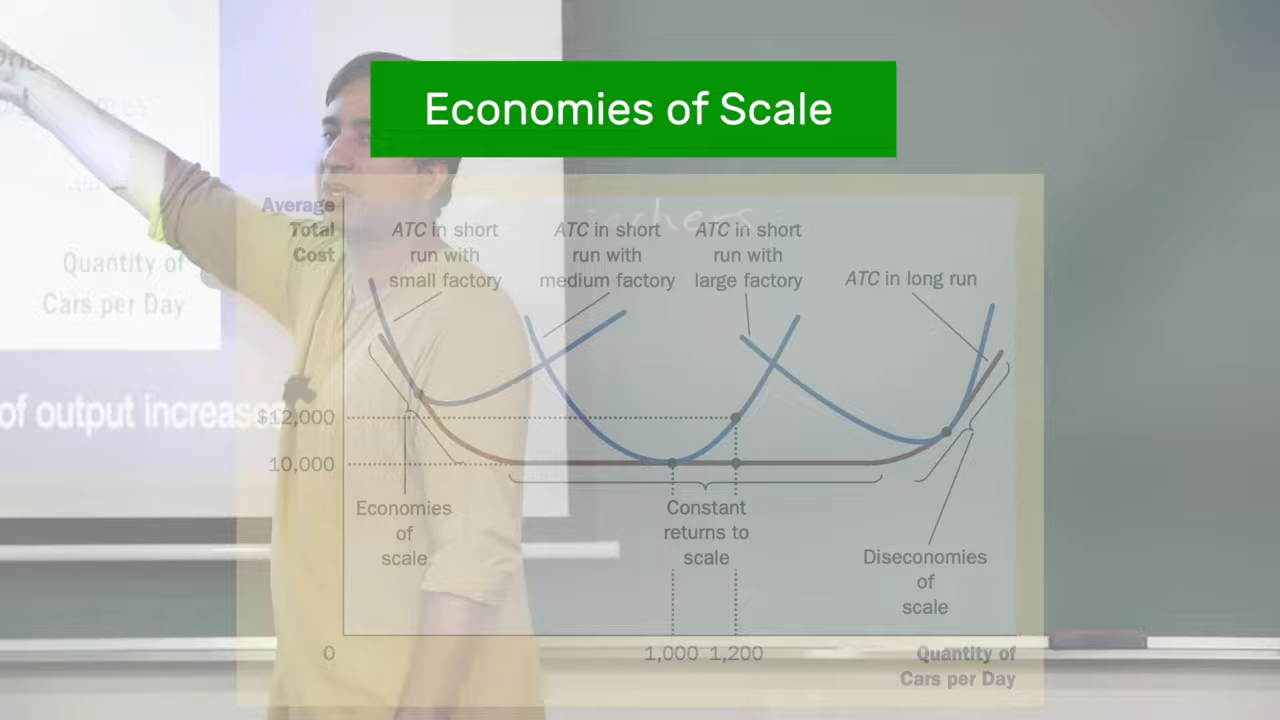 Economies of Scale
Average
Total
Cost
ATC in short
run with
small factory
ATC in short
run with
medium factory
ATC in short
run with
large factory
ATC in long run
Quantity of
Cars per Day
of output increases
$12,000
10,000
Economies
of
scale
Constant
returns to
scale
Diseconomies
of
scale
0
1,000 1,200
Quantity of
Cars per Day